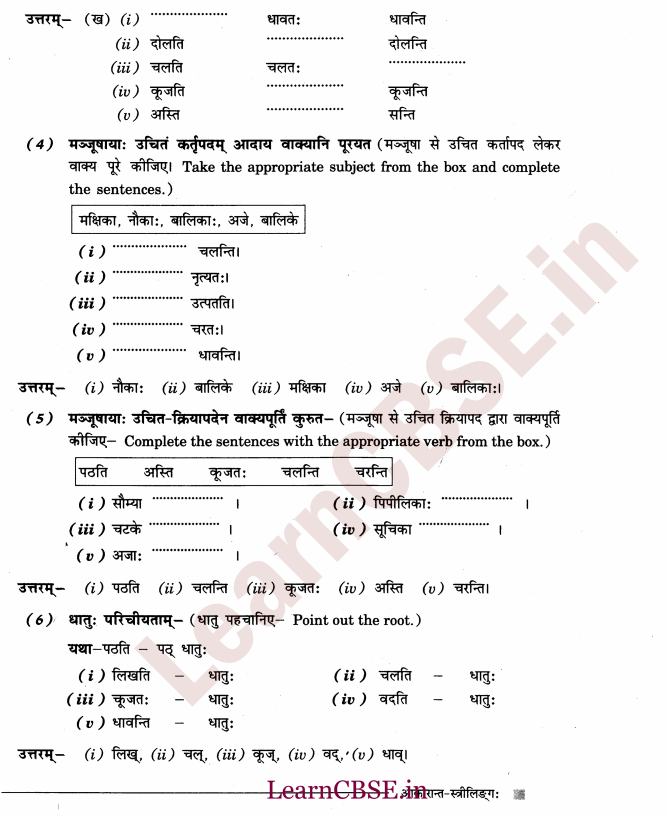 उत्तरम्– (ख) (i) ..................... धावतः धावन्ति
(ii) दोलति ..................... दोलन्ति
(iii) चलति चलतः .....................
(iv) कूजति ..................... कूजन्ति
(v) अस्ति ..................... सन्ति
(4) मञ्जूषायाः उचितं कर्तृपदम् आदाय वाक्यानि पूरयत (मञ्जूषा से उचित कर्तापद लेकर
वाक्य पूरे कीजिए। Take the appropriate subject from the box and complete
the sentences.)
मक्षिका, नौकाः, बालिकाः, अजे, बालिके
(i) ..................... चलन्ति।
(ii) ..................... नृत्यतः।
(iii) ..................... उत्पतति।
(iv) ..................... चरतः।
(v) ..................... धावन्ति।
उत्तरम्– (i) नौकाः (ii) बालिके (iii) मक्षिका (iv) अजे (v) बालिकाः।
(5) मञ्जूषायाः उचित-क्रियापदेन वाक्यपूर्तिं कुरुत– (मञ्जूषा से उचित क्रियापद द्वारा वाक्यपूर्ति
कीजिए– Complete the sentences with the appropriate verb from the box.)
पठति अस्ति कूजतः चलन्ति चरन्ति
(i) सौम्या ..................... । (ii) पिपीलिकाः ..................... ।
(iii) चटके ..................... । (iv) सूचिका ..................... ।
(v) अजाः ..................... ।
उत्तरम्– (i) पठति (ii) चलन्ति (iii) कूजतः (iv) अस्ति (v) चरन्ति।
(6) धातुः परिचीयताम्– (धातु पहचानिए– Point out the root.)
यथा–पठति – पठ् धातुः
(i) लिखति – धातुः (ii) चलति – धातुः
(iii) कूजतः – धातुः (iv) वदति – धातुः
(v) धावन्ति – धातुः
उत्तरम्– (i) लिख्, (ii) चल्, (iii) कूज्, (iv) वद्, (v) धाव्।
LearnCBSE.in आकारान्त-स्त्रीलिङ्गः
LearnCBSE.in